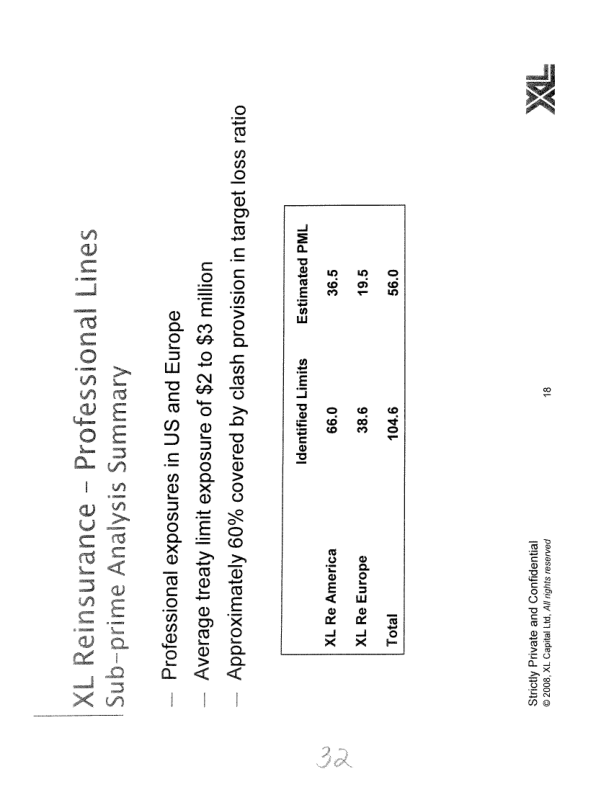 XL Reinsurance – Professional Lines
Sub-prime Analysis Summary
— Professional exposures in US and Europe
— Average treaty limit exposure of $2 to $3 million
— Approximately 60% covered by clash provision in target loss ratio
Identified Limits Estimated PML
XL Re America 66.0 36.5
XL Re Europe 38.6 19.5
Total 104.6 56.0
Strictly Private and Confidential
© 2008, XL Capital Ltd, All rights reserved
18
XL
32